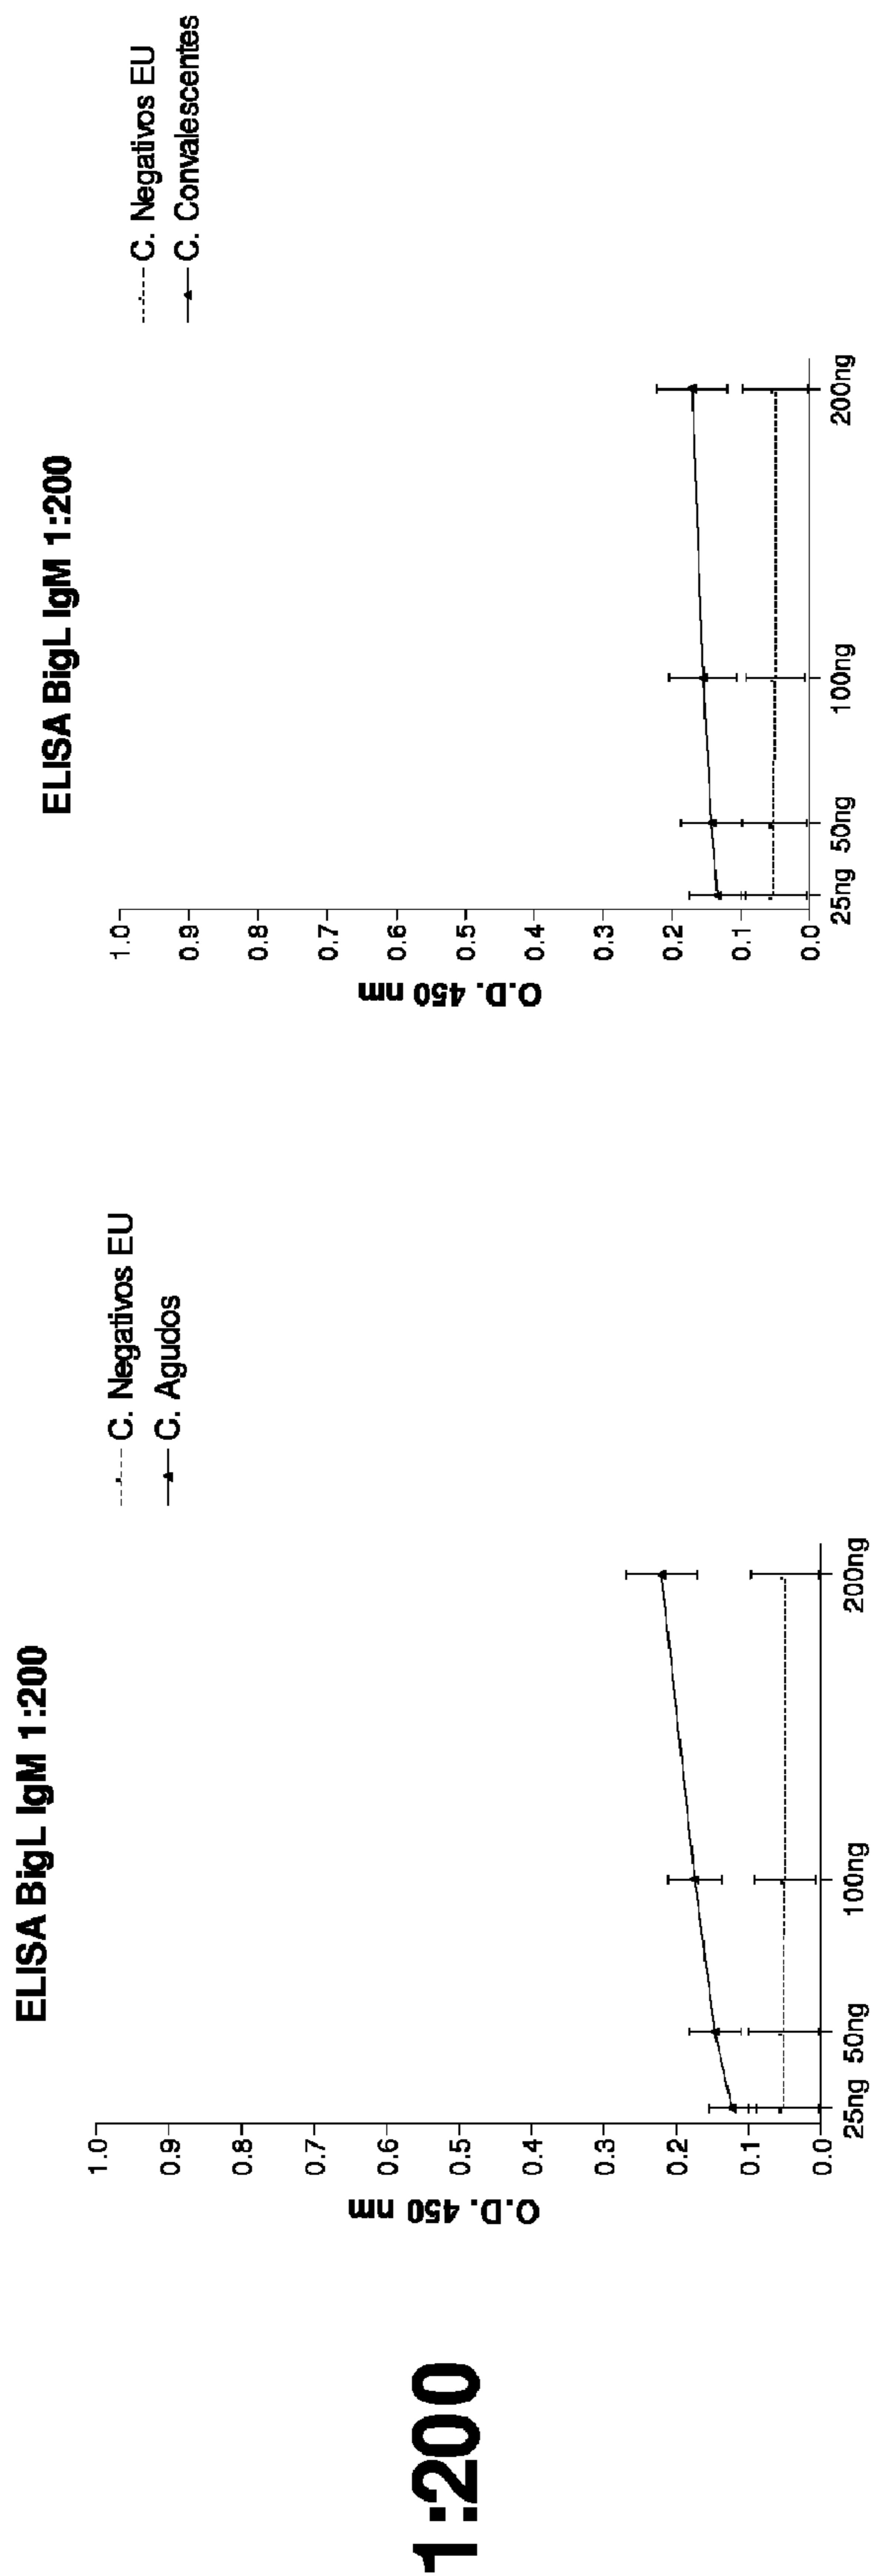 1:200
ELISA BigL IgM 1:200
C. Negativos EU
C. Agudos
O.D. 450 nm
1.0
0.9
0.8
0.7
0.6
0.5
0.4
0.3
0.2
0.1
0.0
25ng 50ng 100ng 200ng
ELISA BigL IgM 1:200
C. Negativos EU
C. Convalescentes
O.D. 450 nm
1.0
0.9
0.8
0.7
0.6
0.5
0.4
0.3
0.2
0.1
0.0
25ng 50ng 100ng 200ng